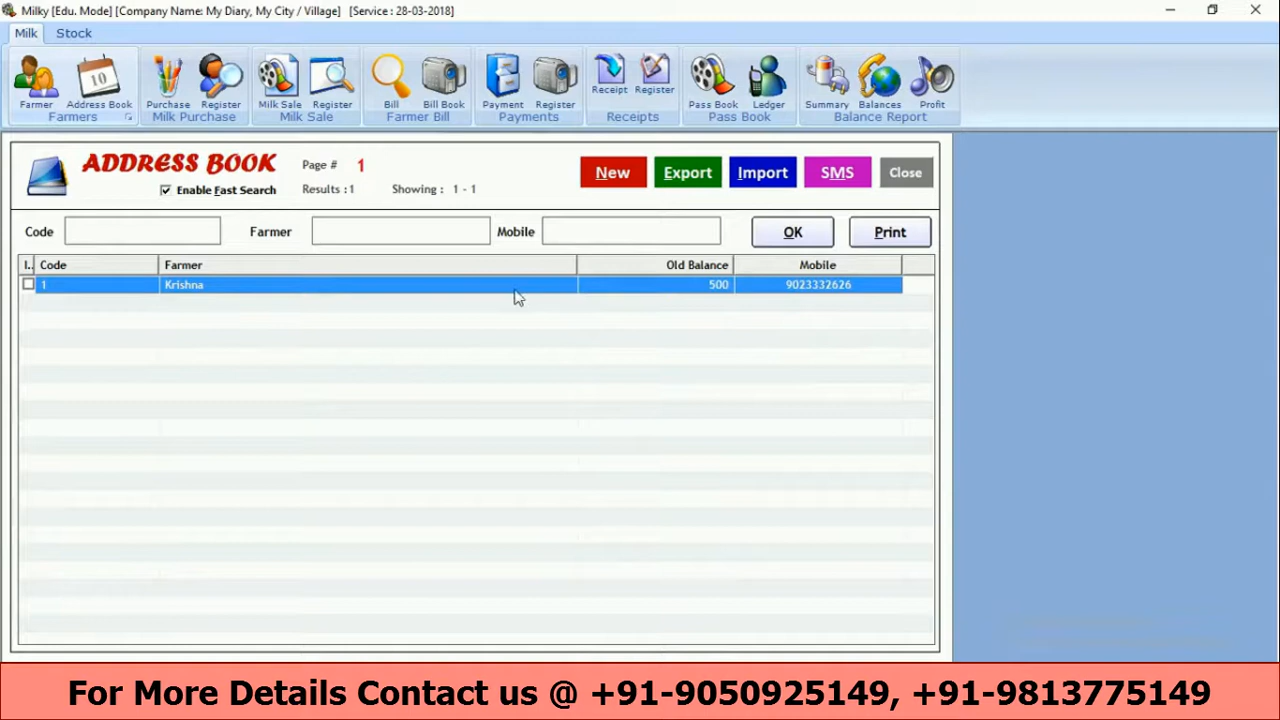 Milky [Edu. Mode] [Company Name: My Diary, My City / Village] [Service : 28-03-2018]
Milk Stock
Farmer Address Book Purchase Register Milk Sale Register Bill Bill Book Payment Register Receipt Register Pass Book Ledger Summary Balances Profit
Farmers Milk Purchase Milk Sale Farmer Bill Payments Receipts Pass Book Balance Report
ADDRESS BOOK Page # 1 New Export Import SMS Close
Enable Fast Search Results :1 Showing : 1 - 1
Code Farmer Mobile OK Print
I.. Code Farmer Old Balance Mobile
1 Krishna 500 9023332626
For More Details Contact us @ +91-9050925149, +91-9813775149